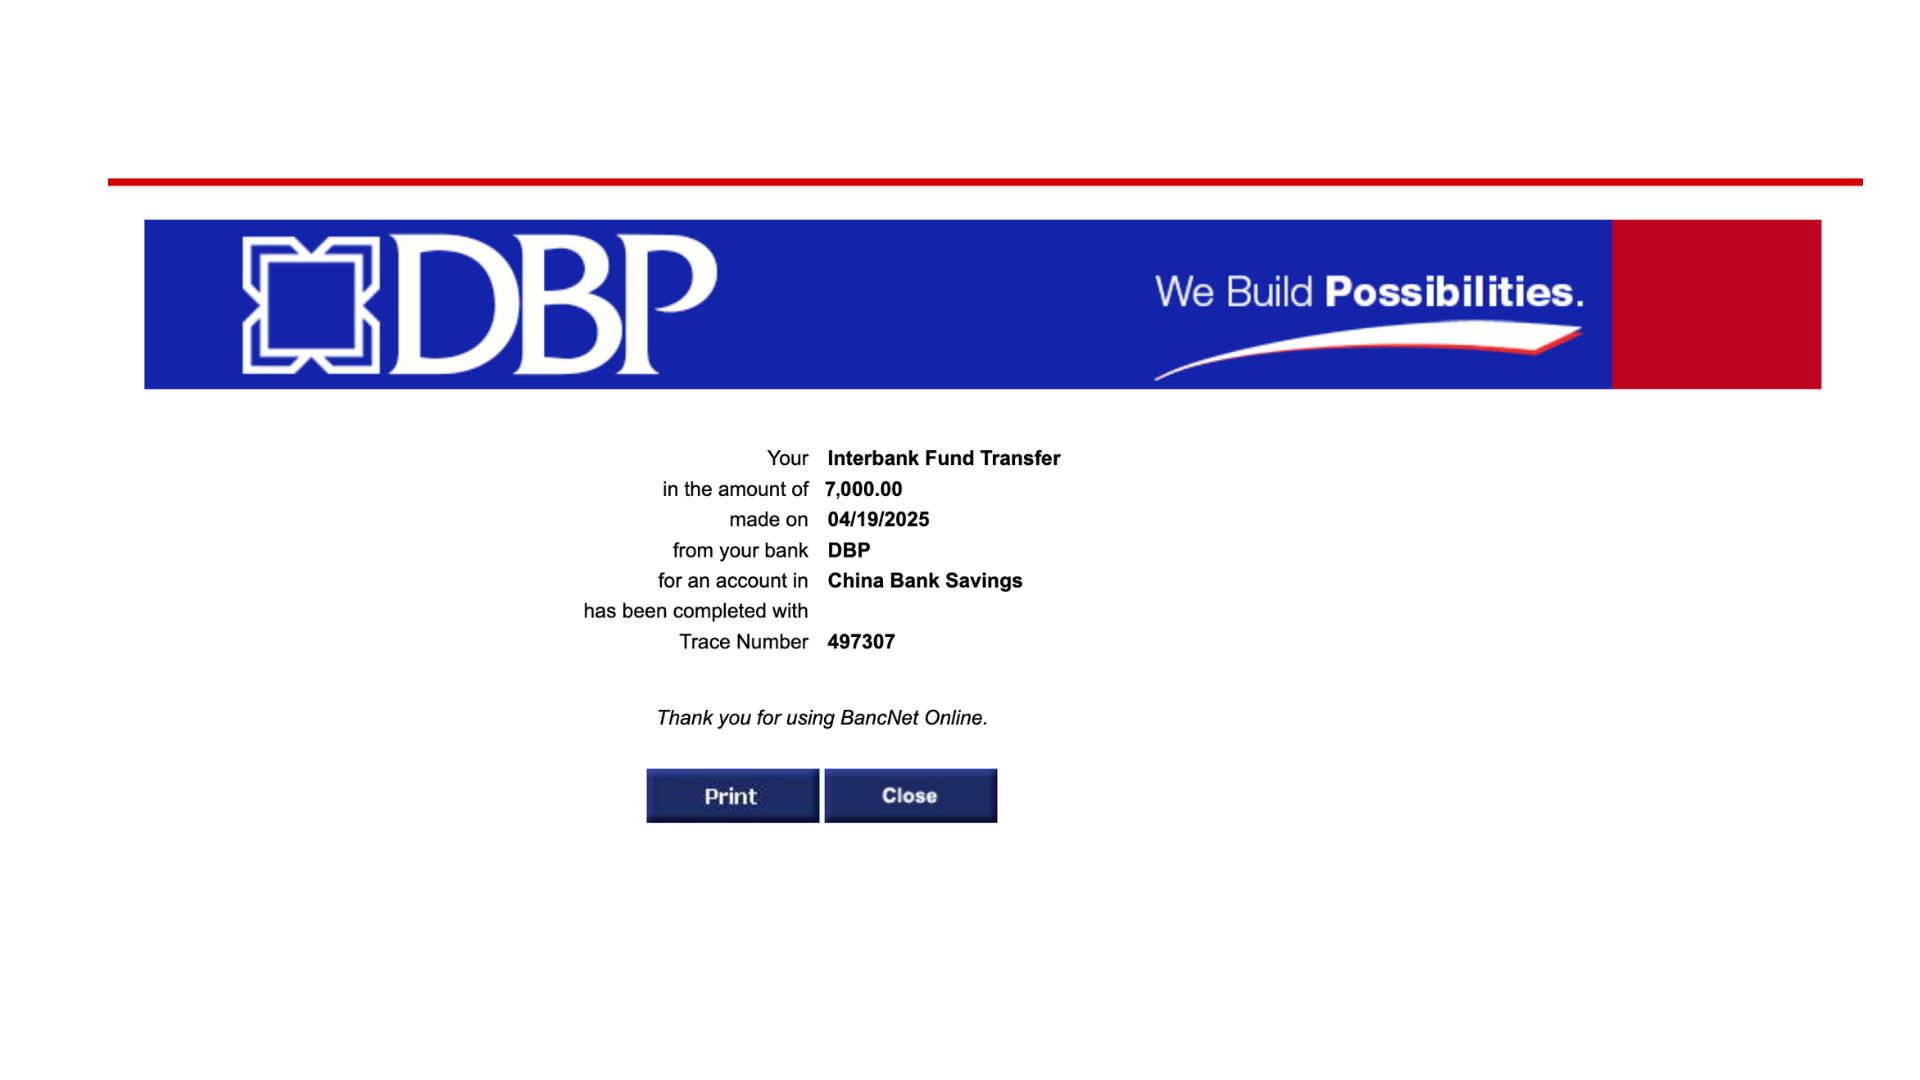 DBP
We Build Possibilities.
Your Interbank Fund Transfer
in the amount of 7,000.00
made on 04/19/2025
from your bank DBP
for an account in China Bank Savings
has been completed with
Trace Number 497307
Thank you for using BancNet Online.
Print Close